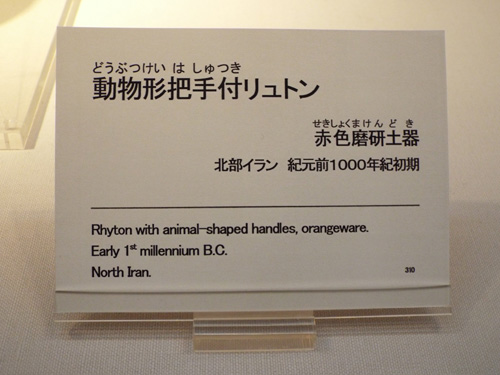 どうぶつけい は しゅつき
動物形把手付リュトン
せきしょくまけんどき
赤色磨研土器
北部イラン 紀元前1000年紀初期
Rhyton with animal-shaped handles, orangeware.
Early 1st millennium B.C.
North Iran.
310